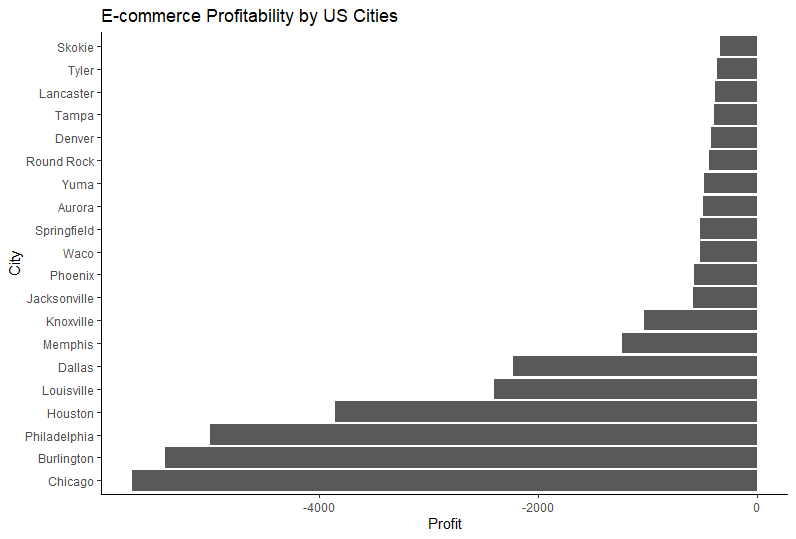 E-commerce Profitability by US Cities
City
Skokie
Tyler
Lancaster
Tampa
Denver
Round Rock
Yuma
Aurora
Springfield
Waco
Phoenix
Jacksonville
Knoxville
Memphis
Dallas
Louisville
Houston
Philadelphia
Burlington
Chicago
-4000 -2000 0
Profit